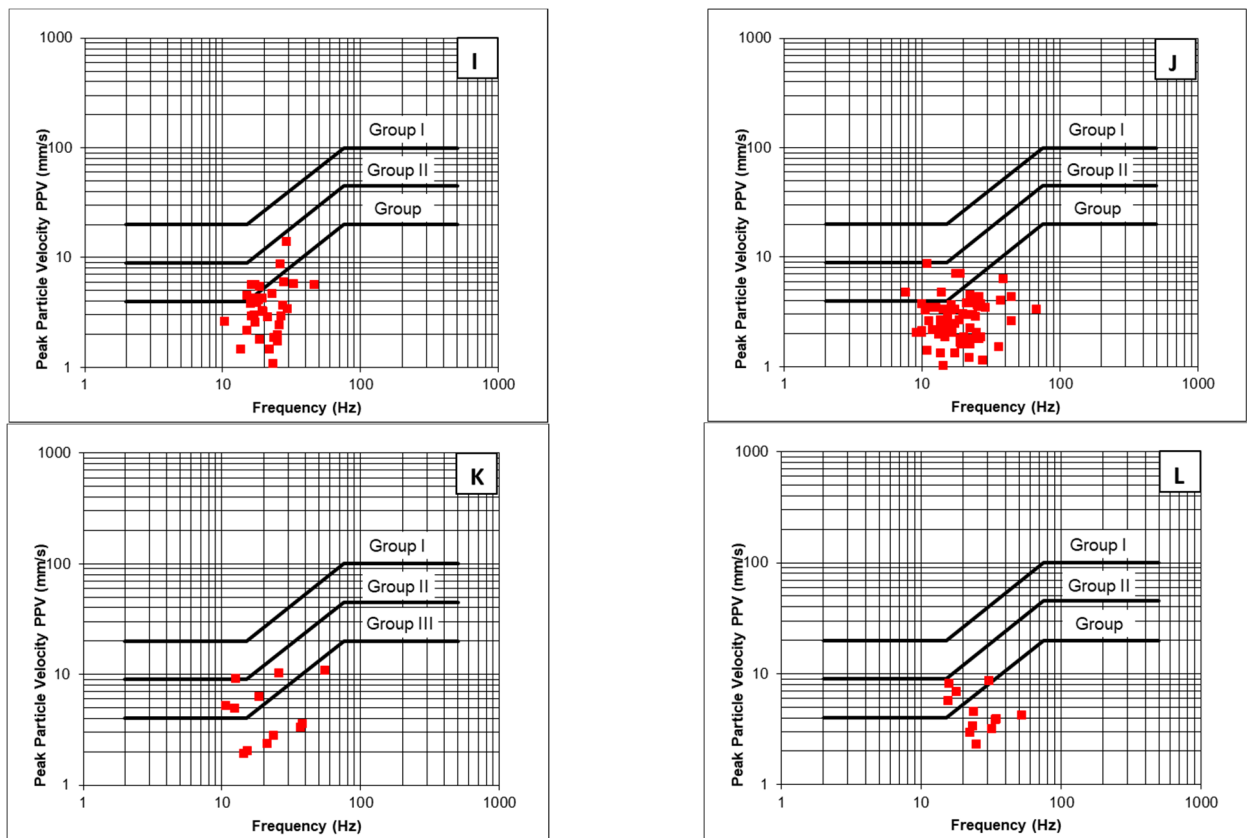 I
1000
100
10
1
Peak Particle Velocity PPV (mm/s)
Group I
Group II
Group
1 10 100 1000
Frequency (Hz)
J
1000
100
10
1
Peak Particle Velocity PPV (mm/s)
Group I
Group II
Group
1 10 100 1000
Frequency (Hz)
K
1000
100
10
1
Peak Particle Velocity PPV (mm/s)
Group I
Group II
Group III
1 10 100 1000
Frequency (Hz)
L
1000
100
10
1
Peak Particle Velocity PPV (mm/s)
Group I
Group II
Group
1 10 100 1000
Frequency (Hz)